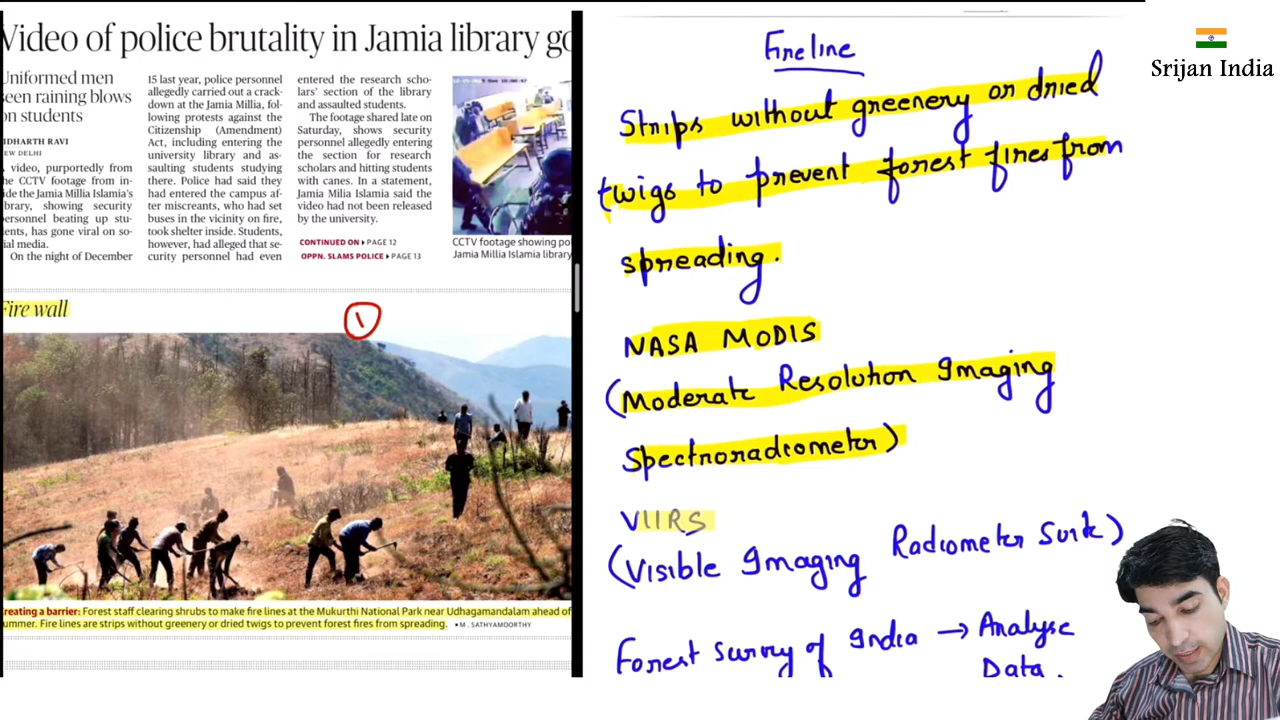 Video of police brutality in Jamia library go
Uniformed men
seen raining blows
on students
IDHARTH RAVI
EW DELHI
video, purportedly from
he CCTV footage from in-
ide the Jamia Millia Islamia's
brary, showing security
ersonnel beating up stu-
ents, has gone viral on so-
ial media.
On the night of December
15 last year, police personnel
allegedly carried out a crack-
down at the Jamia Millia, fol-
lowing protests against the
Citizenship (Amendment)
Act, including entering the
university library and as-
saulting students studying
there. Police had said they
had entered the campus af-
ter miscreants, who had set
buses in the vicinity on fire,
took shelter inside. Students,
however, had alleged that se-
curity personnel had even
entered the research scho-
lars' section of the library
and assaulted students.
The footage shared late on
Saturday, shows security
personnel allegedly entering
the section for research
scholars and hitting students
with canes. In a statement,
Jamia Milia Islamia said the
video had not been released
by the university.
CONTINUED ON ▸ PAGE 12
OPPN. SLAMS POLICE ▸ PAGE 13
CCTV footage showing po
Jamia Millia Islamia library
Fire wall
1
Creating a barrier: Forest staff clearing shrubs to make fire lines at the Mukurthi National Park near Udhagamandalam ahead of
summer. Fire lines are strips without greenery or dried twigs to prevent forest fires from spreading. • M. SATHYAMOORTHY
Fireline
Strips without greenery or dried
twigs to prevent forest fires from
spreading.
NASA MODIS
(Moderate Resolution Imaging
Spectroradiometer)
VIIRS
(Visible Imaging Radiometer Suite)
Forest Survey of India → Analyse
Data.
Srijan India